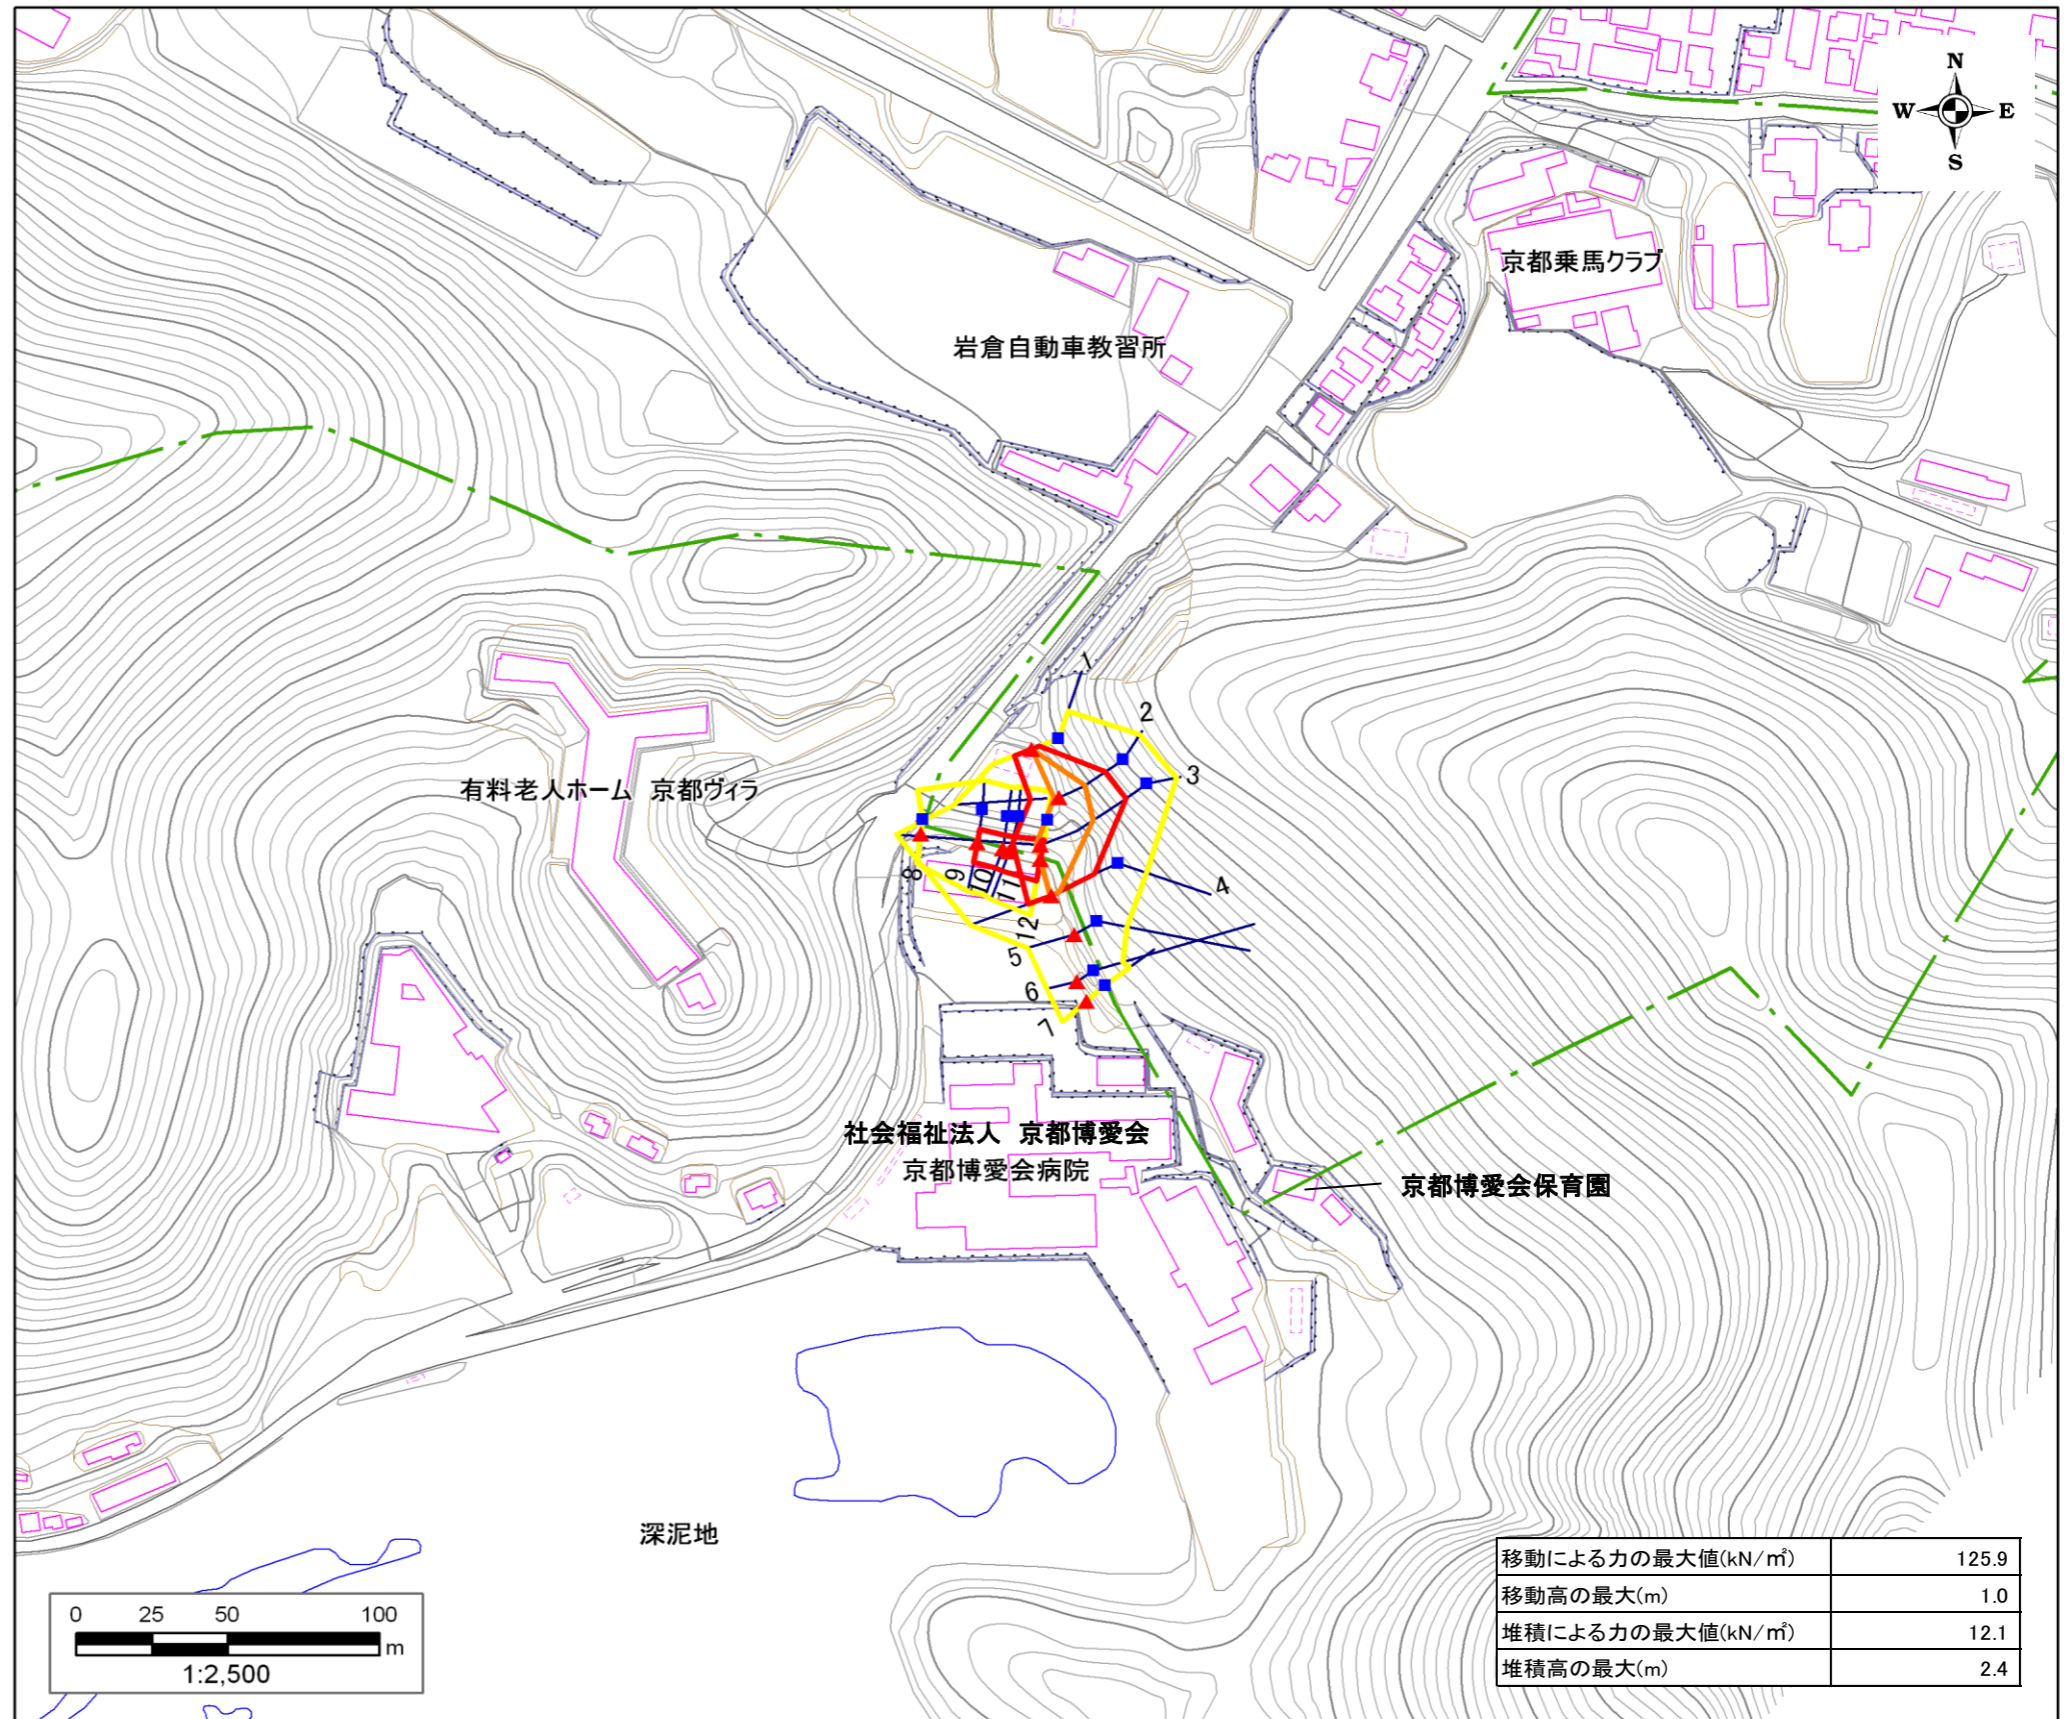 N
W E
S
京都乗馬クラブ
岩倉自動車教習所
1
2
3
有料老人ホーム 京都ヴィラ
4
8
9
10
11
12
5
6
7
社会福祉法人 京都博愛会
京都博愛会病院
京都博愛会保育園
深泥地
移動による力の最大値(kN/㎡) 125.9
移動高の最大(m) 1.0
堆積による力の最大値(kN/㎡) 12.1
堆積高の最大(m) 2.4
0 25 50 100
m
1:2,500